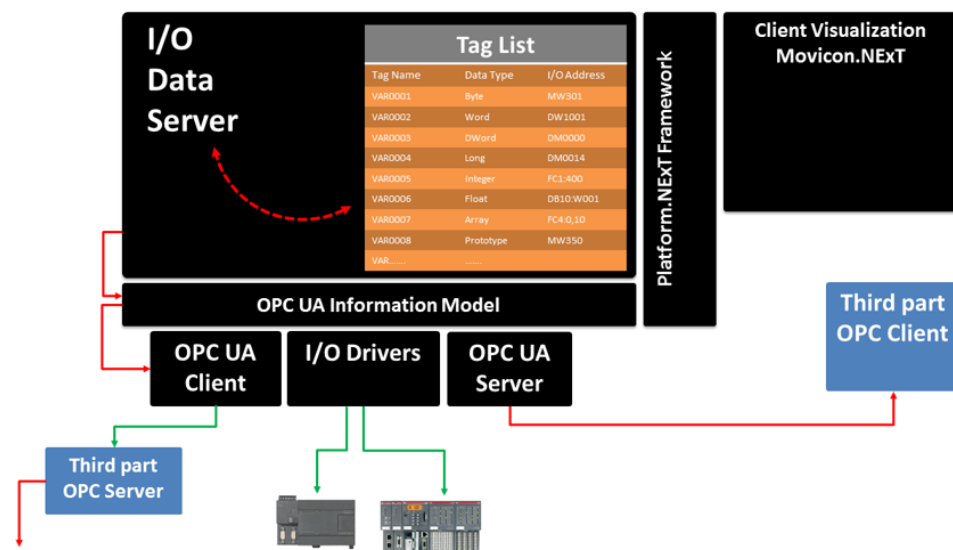 I/O
Data
Server
Tag List
Tag Name Data Type I/O Address
VAR0001 Byte MW301
VAR0002 Word DW1001
VAR0003 DWord DM0000
VAR0004 Long DM0014
VAR0005 Integer FC1:400
VAR0006 Float DB10:W001
VAR0007 Array FC4:0,10
VAR0008 Prototype MW350
VAR....... .......
Platform.NExT Framework
Client Visualization
Movicon.NExT
OPC UA Information Model
OPC UA
Client
I/O Drivers
OPC UA
Server
Third part
OPC Client
Third part
OPC Server